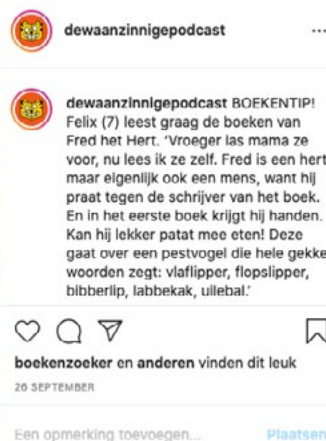 dewaanzinnigepodcast
dewaanzinnigepodcast BOEKENTIP!
Felix (7) leest graag de boeken van
Fred het Hert. 'Vroeger las mama ze
voor, nu lees ik ze zelf. Fred is een hert
maar eigenlijk ook een mens, want hij
praat tegen de schrijver van het boek.
En in het eerste boek krijgt hij handen.
Kan hij lekker patat mee eten! Deze
gaat over een pestvogel die hele gekke
woorden zegt: vlaflipper, flopslipper,
bibberlip, labbekak, uilebal.'
boekenzoeker en anderen vinden dit leuk
26 SEPTEMBER
Een opmerking toevoegen... Plaatsen